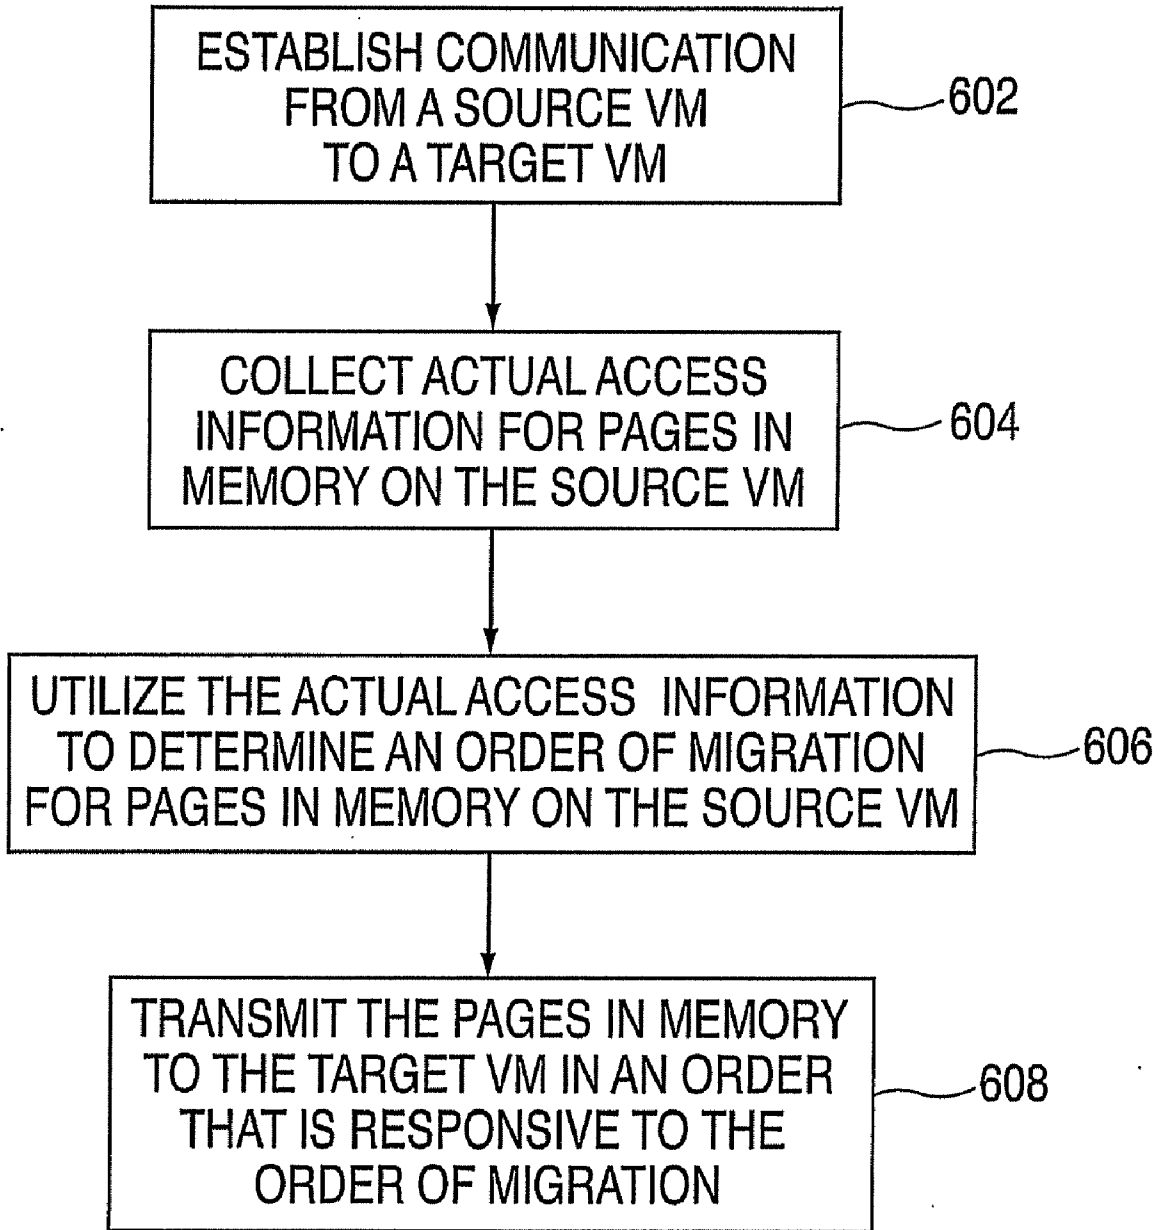 ESTABLISH COMMUNICATION
FROM A SOURCE VM
TO A TARGET VM
602
COLLECT ACTUAL ACCESS
INFORMATION FOR PAGES IN
MEMORY ON THE SOURCE VM
604
UTILIZE THE ACTUAL ACCESS INFORMATION
TO DETERMINE AN ORDER OF MIGRATION
FOR PAGES IN MEMORY ON THE SOURCE VM
606
TRANSMIT THE PAGES IN MEMORY
TO THE TARGET VM IN AN ORDER
THAT IS RESPONSIVE TO THE
ORDER OF MIGRATION
608